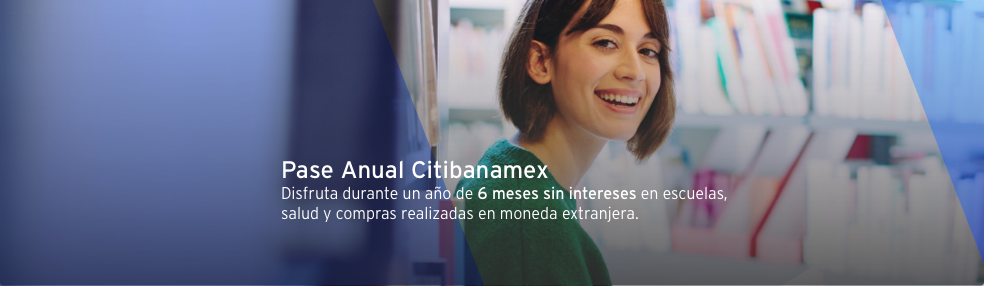 Pase Anual Citibanamex
Disfruta durante un año de 6 meses sin intereses en escuelas,
salud y compras realizadas en moneda extranjera.